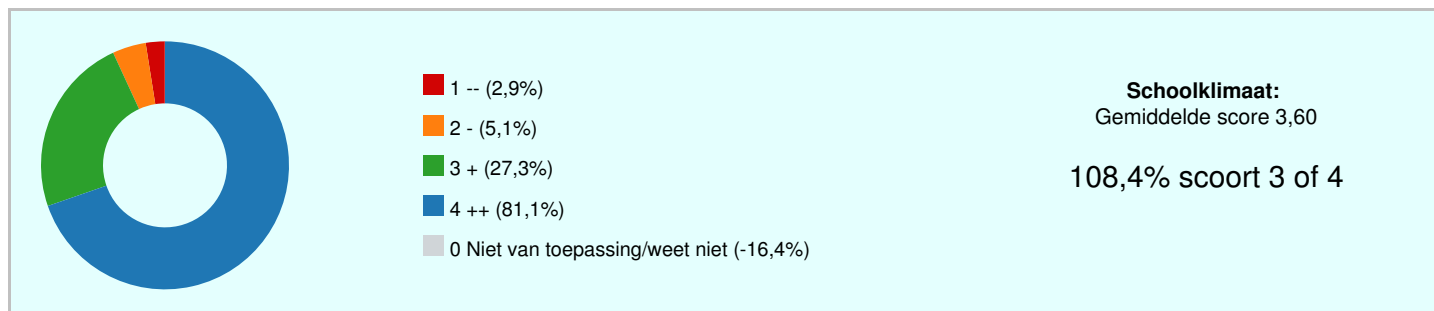 1 -- (2,9%)
2 - (5,1%)
3 + (27,3%)
4 ++ (81,1%)
0 Niet van toepassing/weet niet (-16,4%)
Schoolklimaat:
Gemiddelde score 3,60
108,4% scoort 3 of 4